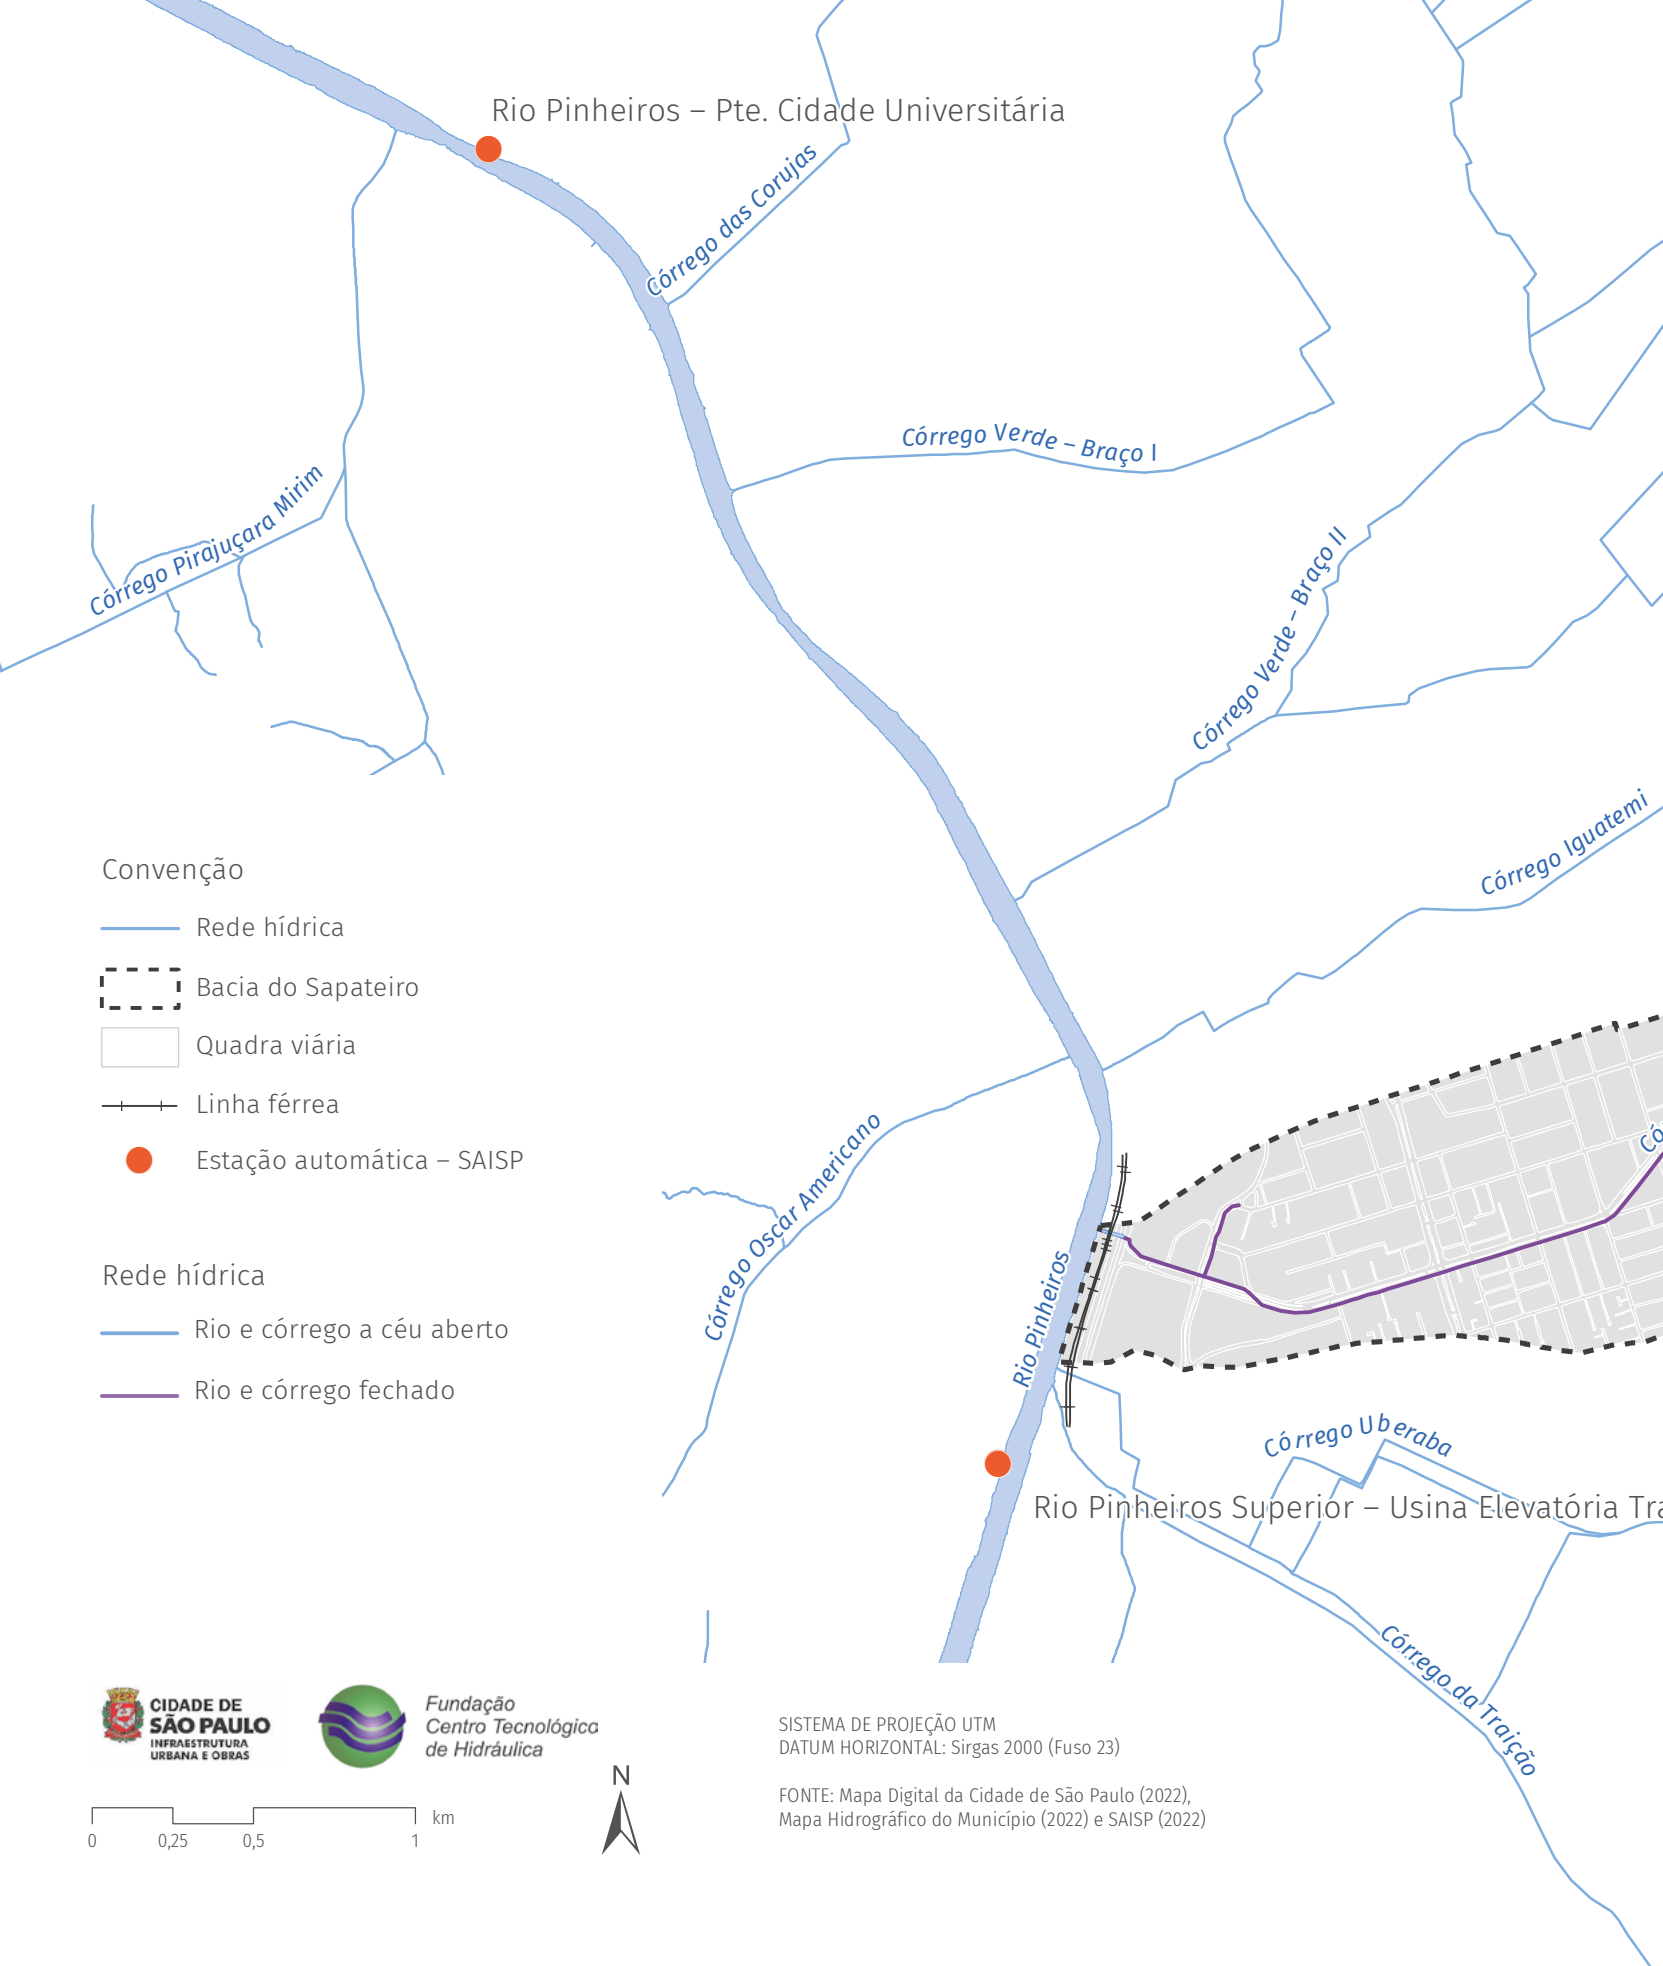 Rio Pinheiros – Pte. Cidade Universitária
Córrego das Corujas
Córrego Verde – Braço I
Córrego Pirajuçara Mirim
Córrego Verde – Braço II
Córrego Iguatemi
Convenção
Rede hídrica
Bacia do Sapateiro
Quadra viária
Linha férrea
Estação automática – SAISP
Córrego Oscar Americano
Có
Rio Pinheiros
Rede hídrica
Rio e córrego a céu aberto
Rio e córrego fechado
Córrego Uberaba
Rio Pinheiros Superior – Usina Elevatória Tra
Córrego da Traição
CIDADE DE
SÃO PAULO
INFRAESTRUTURA
URBANA E OBRAS
Fundação
Centro Tecnológico
de Hidráulica
SISTEMA DE PROJEÇÃO UTM
DATUM HORIZONTAL: Sirgas 2000 (Fuso 23)
FONTE: Mapa Digital da Cidade de São Paulo (2022),
Mapa Hidrográfico do Município (2022) e SAISP (2022)
N
km
0 0,25 0,5 1